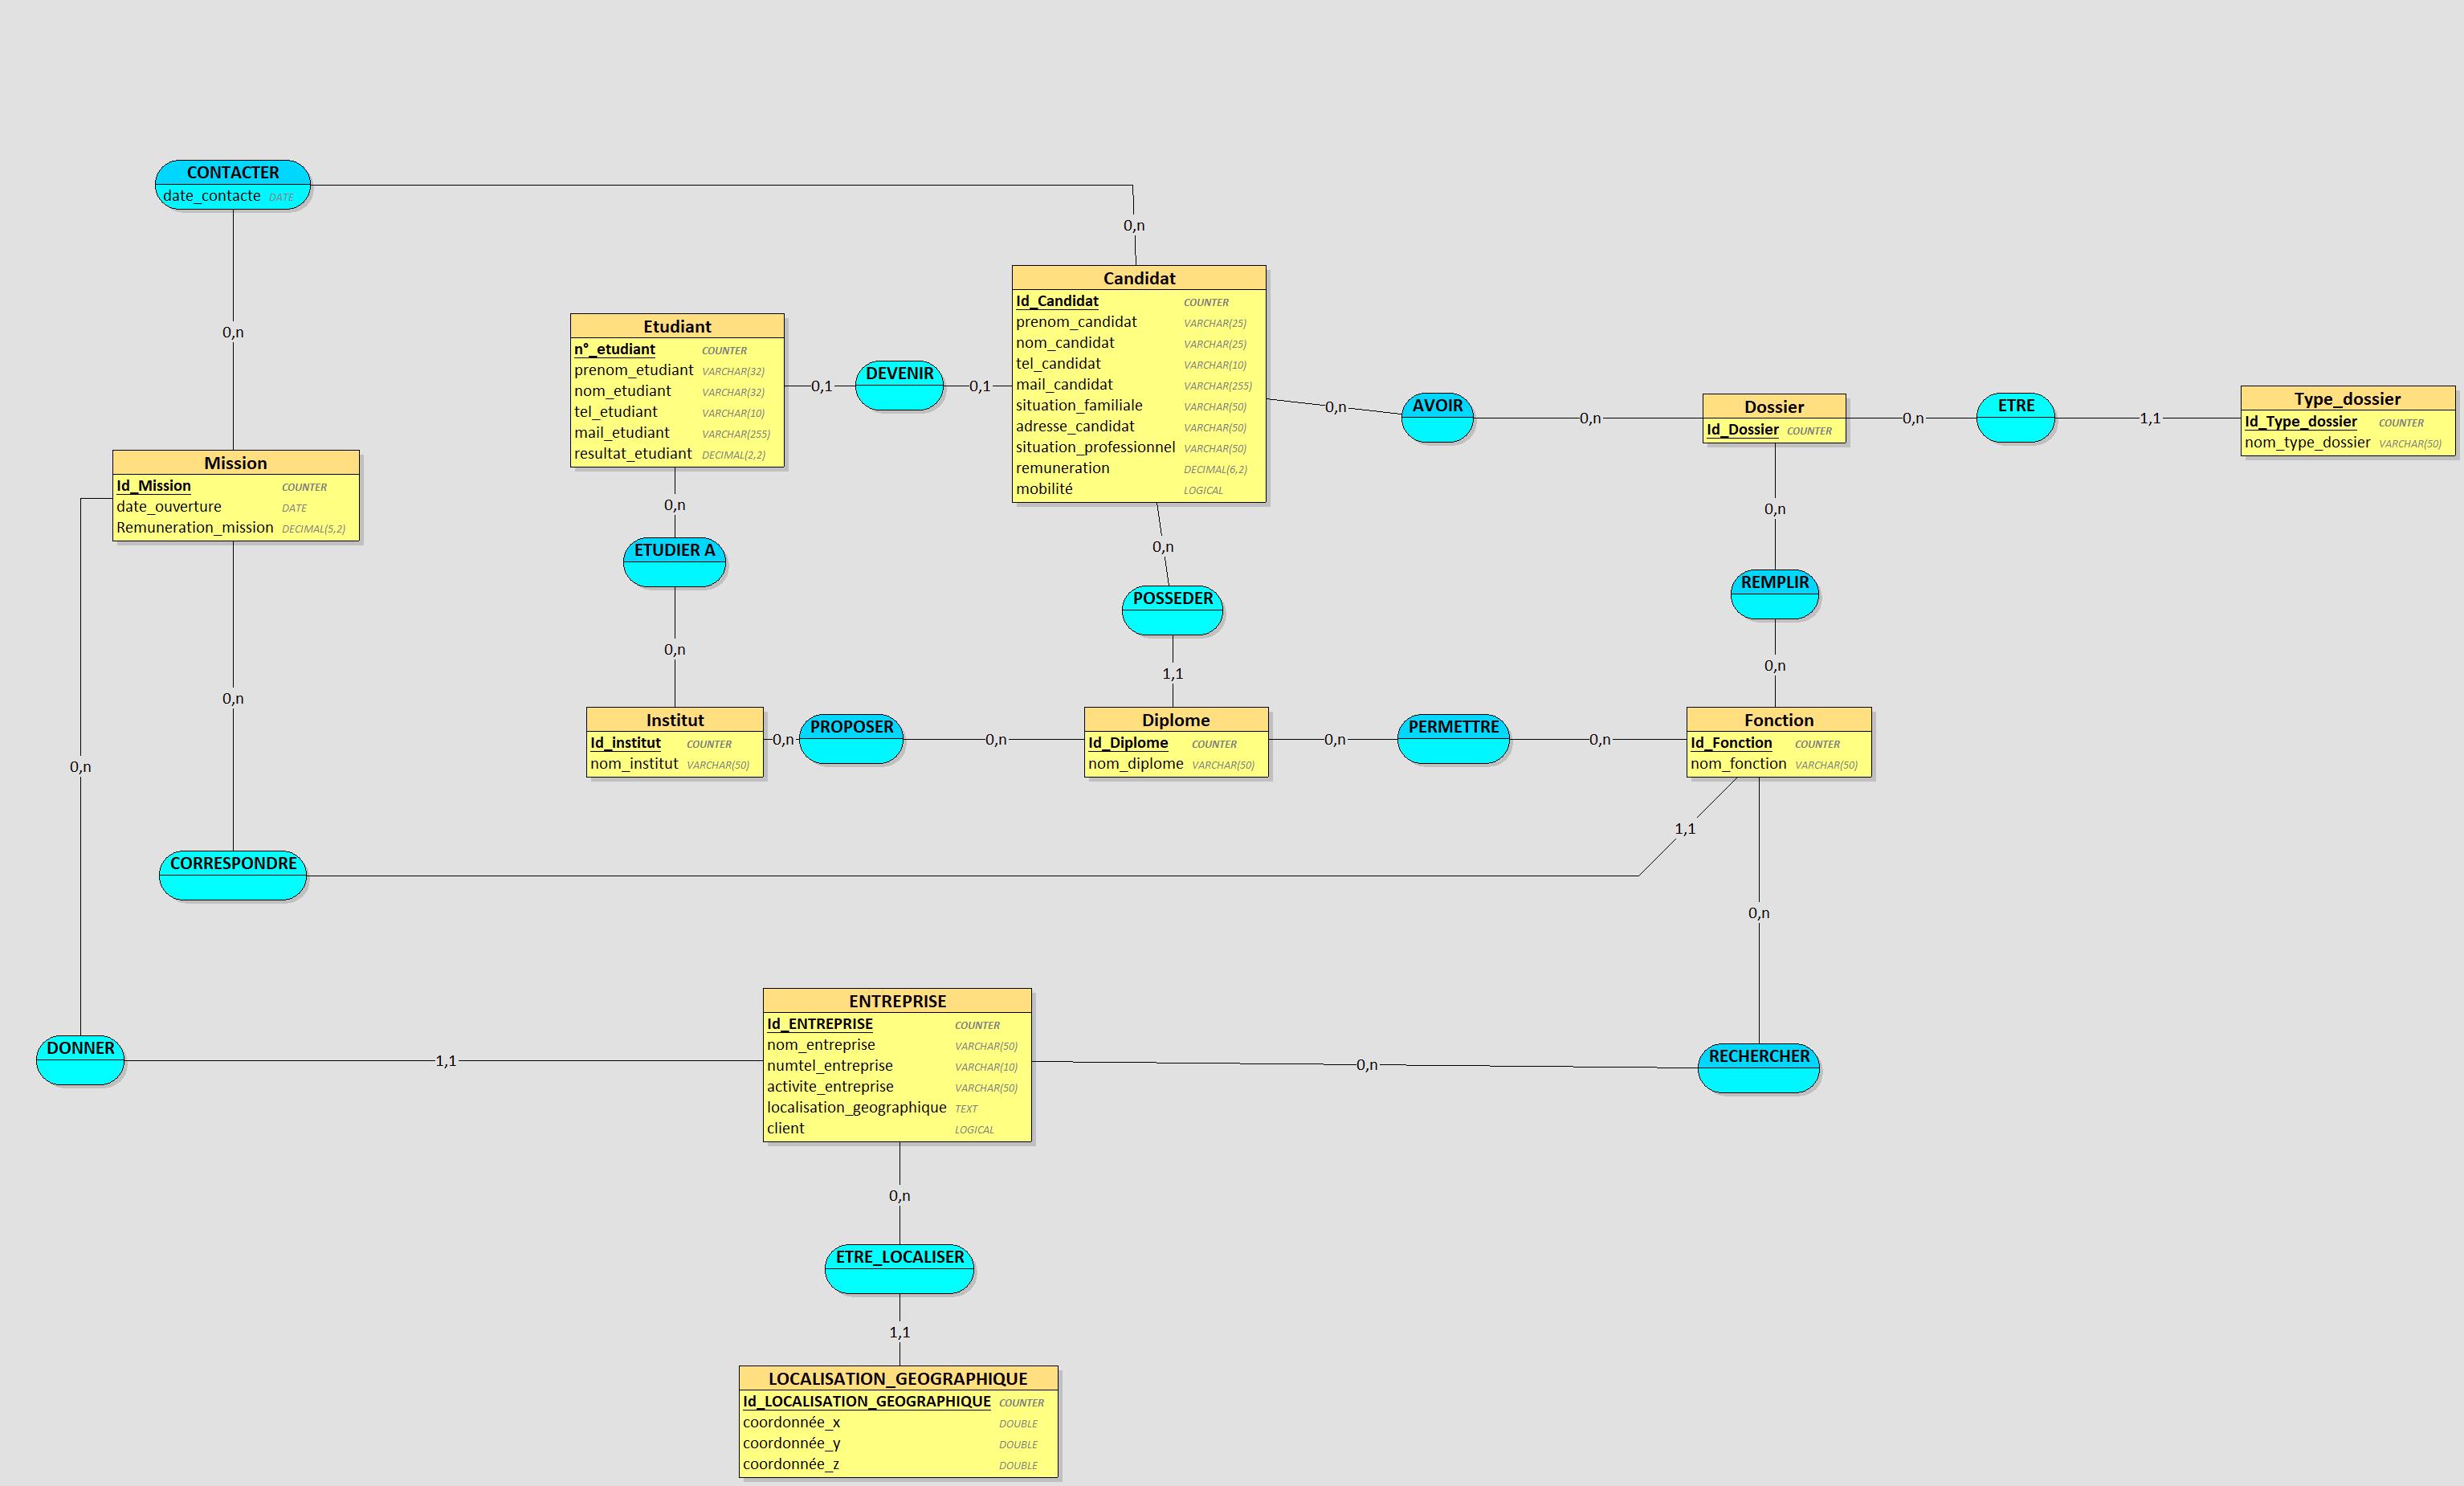 CONTACTER
date_contacte DATE
0,n
0,n
Candidat
Id_Candidat COUNTER
prenom_candidat VARCHAR(25)
nom_candidat VARCHAR(25)
tel_candidat VARCHAR(10)
mail_candidat VARCHAR(255)
situation_familiale VARCHAR(50)
adresse_candidat VARCHAR(50)
situation_professionnel VARCHAR(50)
remuneration DECIMAL(6,2)
mobilité LOGICAL
Etudiant
n°_etudiant COUNTER
prenom_etudiant VARCHAR(32)
nom_etudiant VARCHAR(32)
tel_etudiant VARCHAR(10)
mail_etudiant VARCHAR(255)
resultat_etudiant DECIMAL(2,2)
0,1
DEVENIR
0,1
0,n
AVOIR
0,n
Dossier
Id_Dossier COUNTER
0,n
ETRE
1,1
Type_dossier
Id_Type_dossier COUNTER
nom_type_dossier VARCHAR(50)
Mission
Id_Mission COUNTER
date_ouverture DATE
Remuneration_mission DECIMAL(5,2)
0,n
ETUDIER A
0,n
0,n
POSSEDER
1,1
0,n
REMPLIR
0,n
Institut
Id_institut COUNTER
nom_institut VARCHAR(50)
0,n
PROPOSER
0,n
Diplome
Id_Diplome COUNTER
nom_diplome VARCHAR(50)
0,n
PERMETTRE
0,n
Fonction
Id_Fonction COUNTER
nom_fonction VARCHAR(50)
0,n
0,n
1,1
CORRESPONDRE
0,n
ENTREPRISE
Id_ENTREPRISE COUNTER
nom_entreprise VARCHAR(50)
numtel_entreprise VARCHAR(10)
activite_entreprise VARCHAR(50)
localisation_geographique TEXT
client LOGICAL
DONNER
1,1
0,n
RECHERCHER
0,n
ETRE_LOCALISER
1,1
LOCALISATION_GEOGRAPHIQUE
Id_LOCALISATION_GEOGRAPHIQUE COUNTER
coordonnée_x DOUBLE
coordonnée_y DOUBLE
coordonnée_z DOUBLE